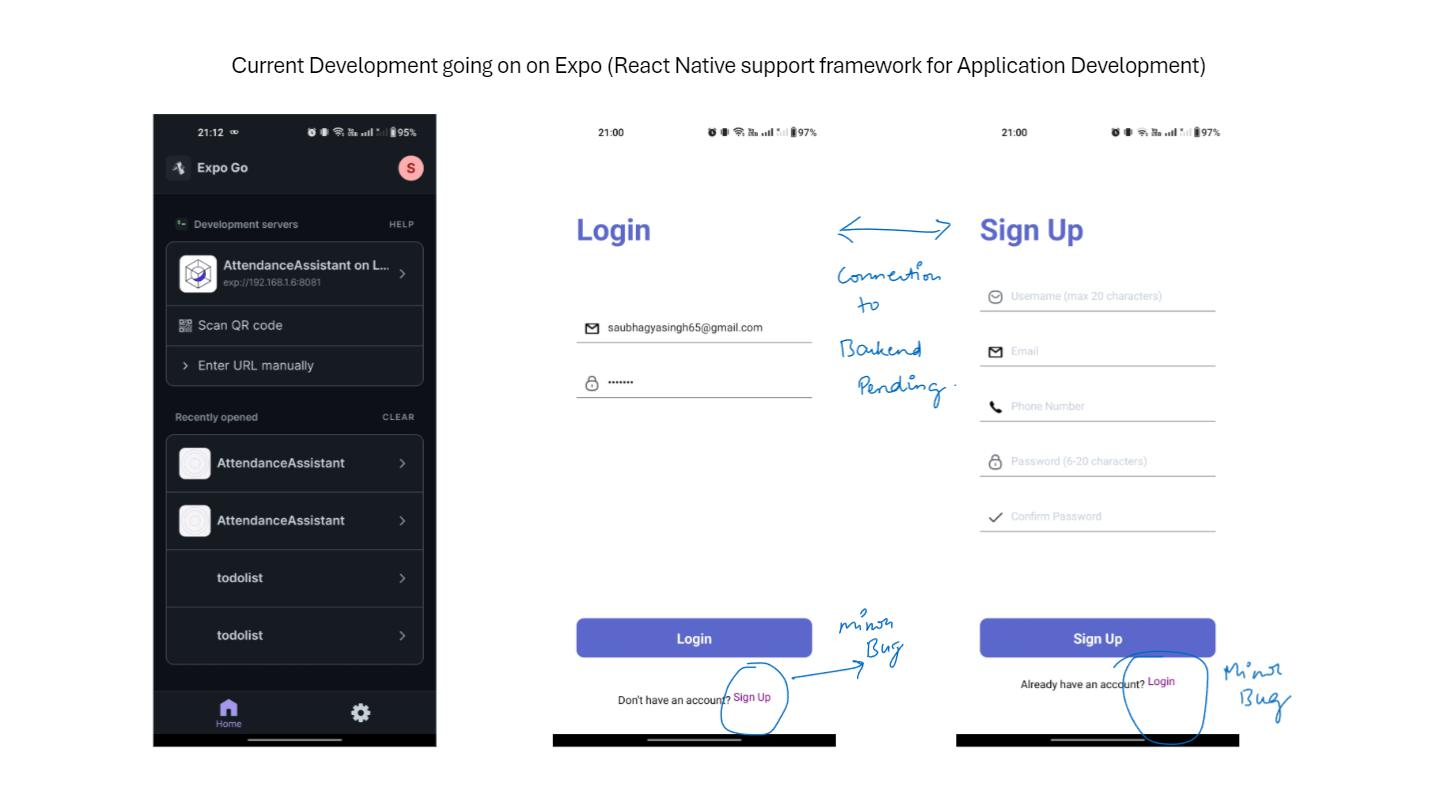 Current Development going on on Expo (React Native support framework for Application Development)
21:12
95%
Expo Go
S
Development servers
HELP
AttendanceAssistant on L...
exp://192.168.1.6:8081
Scan QR code
Enter URL manually
Recently opened
CLEAR
AttendanceAssistant
AttendanceAssistant
todolist
todolist
Home
21:00
97%
Login
saubhagyasingh65@gmail.com
•••••••
Login
Don't have an account? Sign Up
Connection
to
Backend
Pending.
Minor
Bug
21:00
97%
Sign Up
Username (max 20 characters)
Email
Phone Number
Password (6-20 characters)
Confirm Password
Sign Up
Already have an account? Login
Minor
Bug